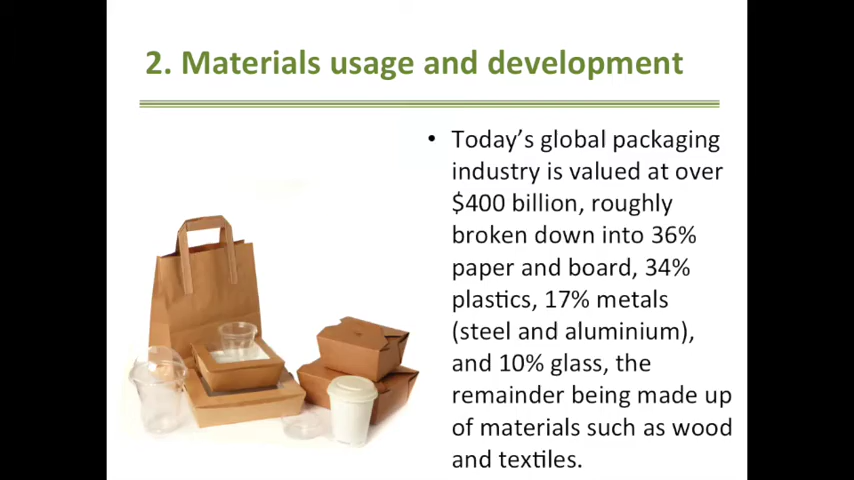 2. Materials usage and development
• Today’s global packaging
industry is valued at over
$400 billion, roughly
broken down into 36%
paper and board, 34%
plastics, 17% metals
(steel and aluminium),
and 10% glass, the
remainder being made up
of materials such as wood
and textiles.